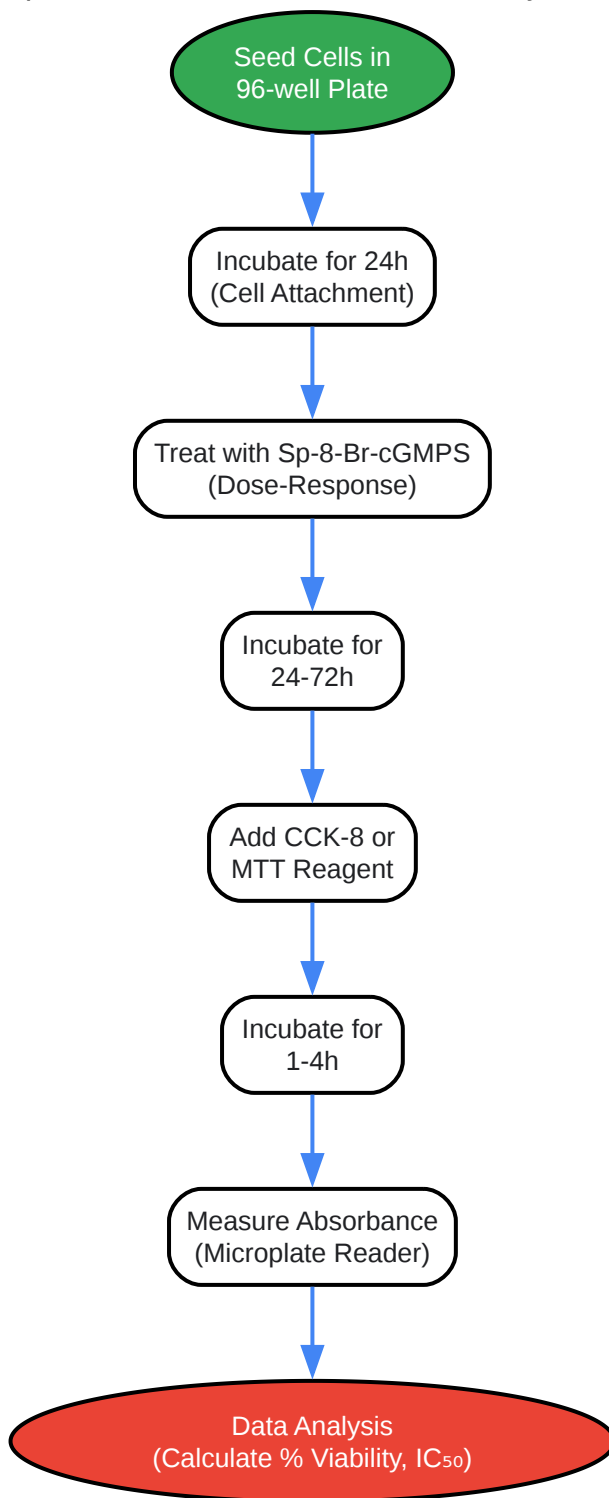 Seed Cells in
96-well Plate
Incubate for 24h
(Cell Attachment)
Treat with Sp-8-Br-cGMPS
(Dose-Response)
Incubate for
24-72h
Add CCK-8 or
MTT Reagent
Incubate for
1-4h
Measure Absorbance
(Microplate Reader)
Data Analysis
(Calculate % Viability, IC₅₀)